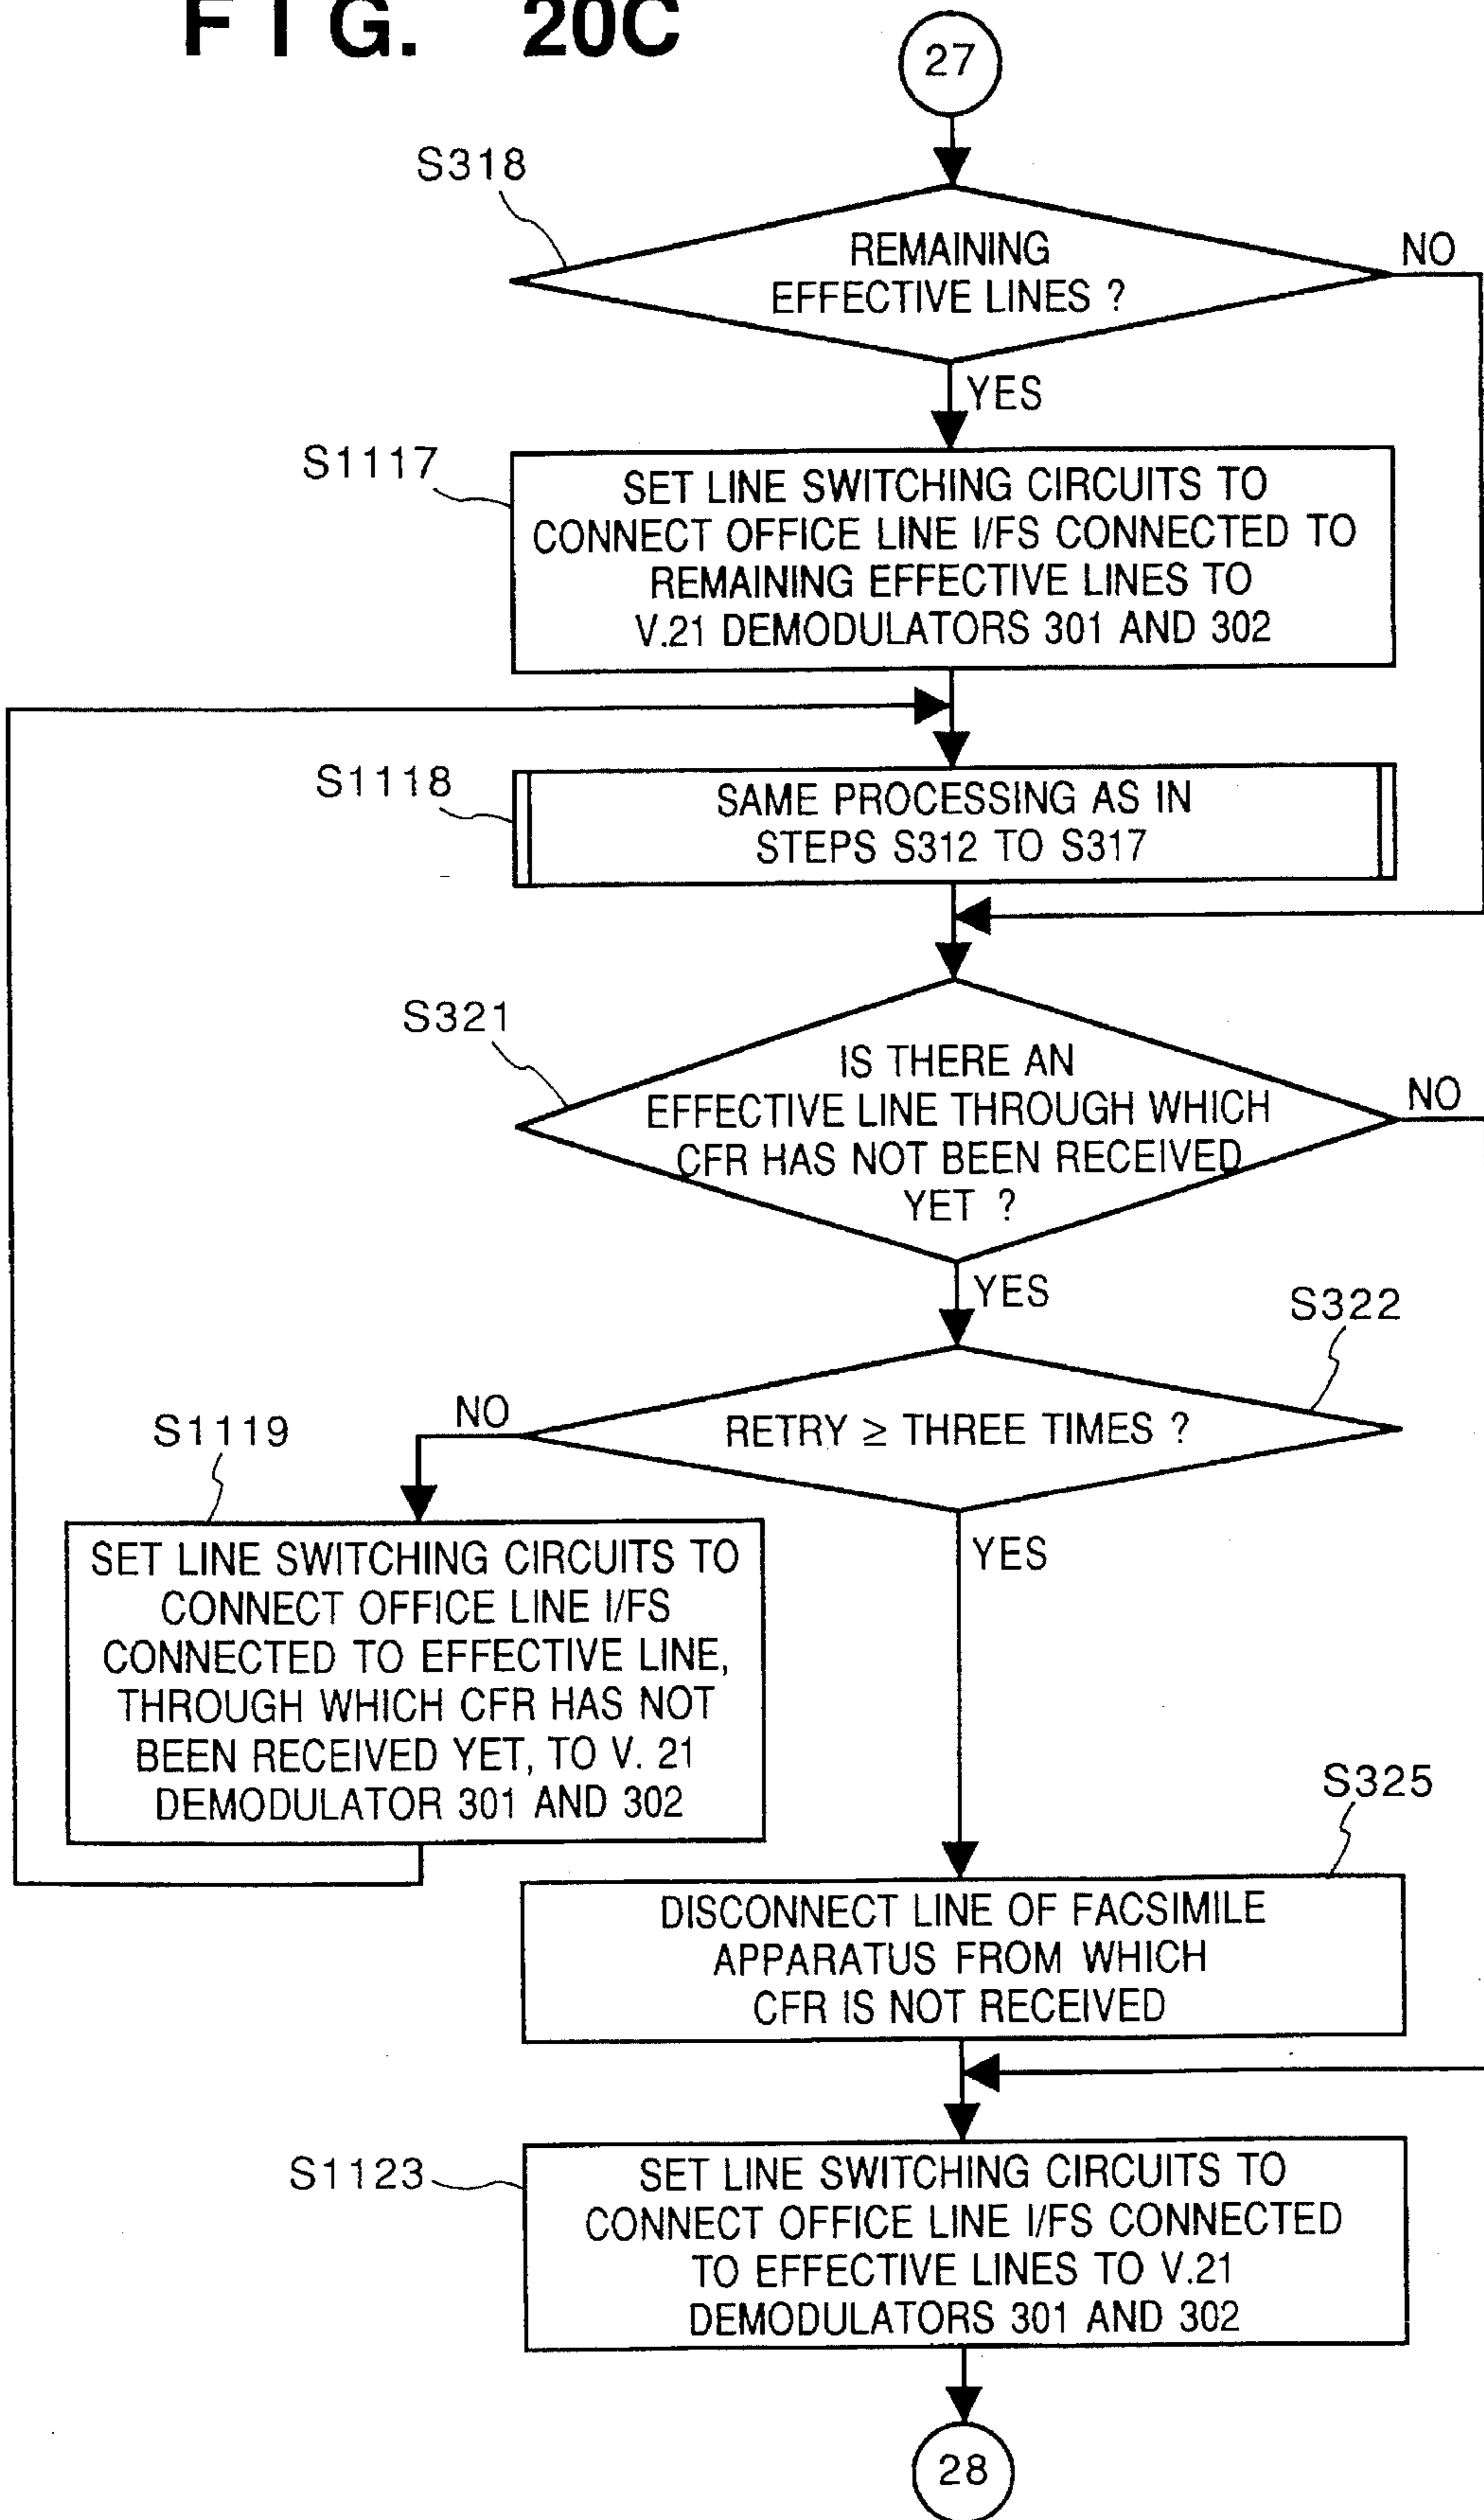 FIG. 20C
27
S318
REMAINING
EFFECTIVE LINES ?
NO
YES
S1117
SET LINE SWITCHING CIRCUITS TO
CONNECT OFFICE LINE I/FS CONNECTED TO
REMAINING EFFECTIVE LINES TO
V.21 DEMODULATORS 301 AND 302
S1118
SAME PROCESSING AS IN
STEPS S312 TO S317
S321
IS THERE AN
EFFECTIVE LINE THROUGH WHICH
CFR HAS NOT BEEN RECEIVED
YET ?
NO
YES
S322
RETRY ≥ THREE TIMES ?
NO
YES
S1119
SET LINE SWITCHING CIRCUITS TO
CONNECT OFFICE LINE I/FS
CONNECTED TO EFFECTIVE LINE,
THROUGH WHICH CFR HAS NOT
BEEN RECEIVED YET, TO V. 21
DEMODULATOR 301 AND 302
S325
DISCONNECT LINE OF FACSIMILE
APPARATUS FROM WHICH
CFR IS NOT RECEIVED
S1123
SET LINE SWITCHING CIRCUITS TO
CONNECT OFFICE LINE I/FS CONNECTED
TO EFFECTIVE LINES TO V.21
DEMODULATORS 301 AND 302
28